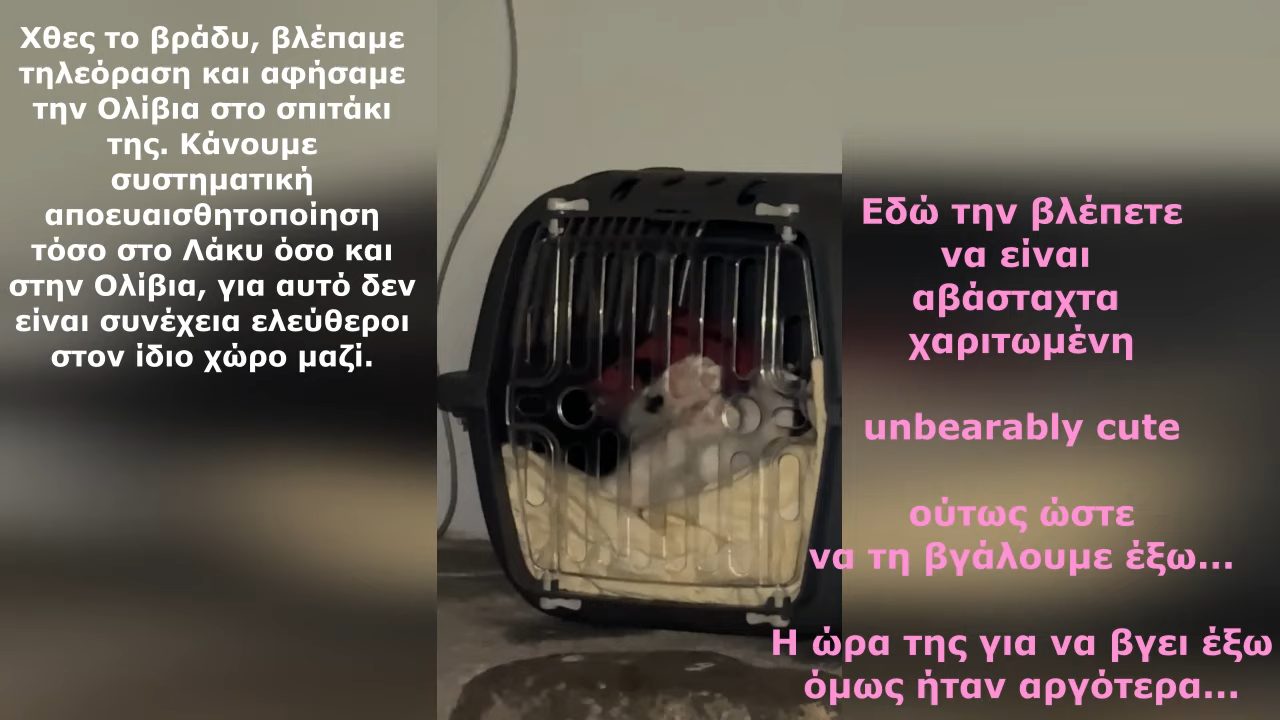 Χθες το βράδυ, βλέπαμε
τηλεόραση και αφήσαμε
την Ολίβια στο σπιτάκι
της. Κάνουμε
συστηματική
αποευαισθητοποίηση
τόσο στο Λάκυ όσο και
στην Ολίβια, για αυτό δεν
είναι συνέχεια ελεύθεροι
στον ίδιο χώρο μαζί.
Εδώ την βλέπετε
να είναι
αβάσταχτα
χαριτωμένη
unbearably cute
ούτως ώστε
να τη βγάλουμε έξω...
Η ώρα της για να βγει έξω
όμως ήταν αργότερα...